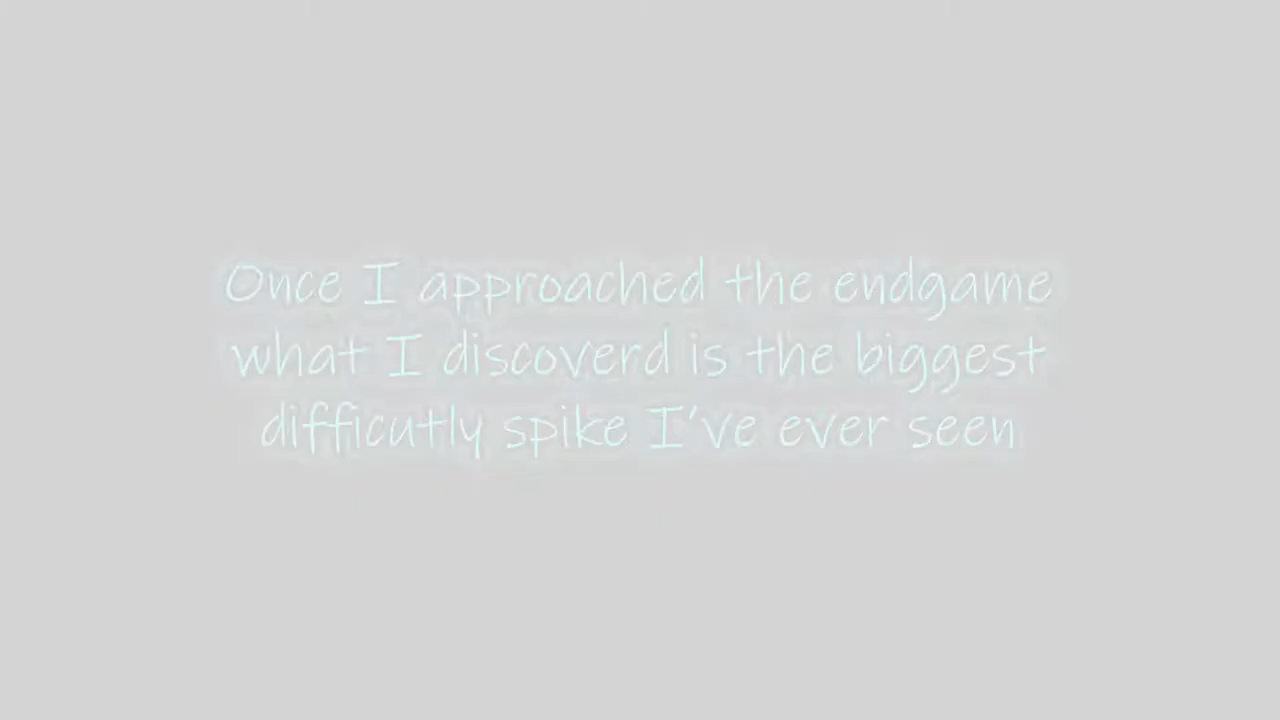 Once I approached the endgame
what I discoverd is the biggest
difficutly spike I've ever seen